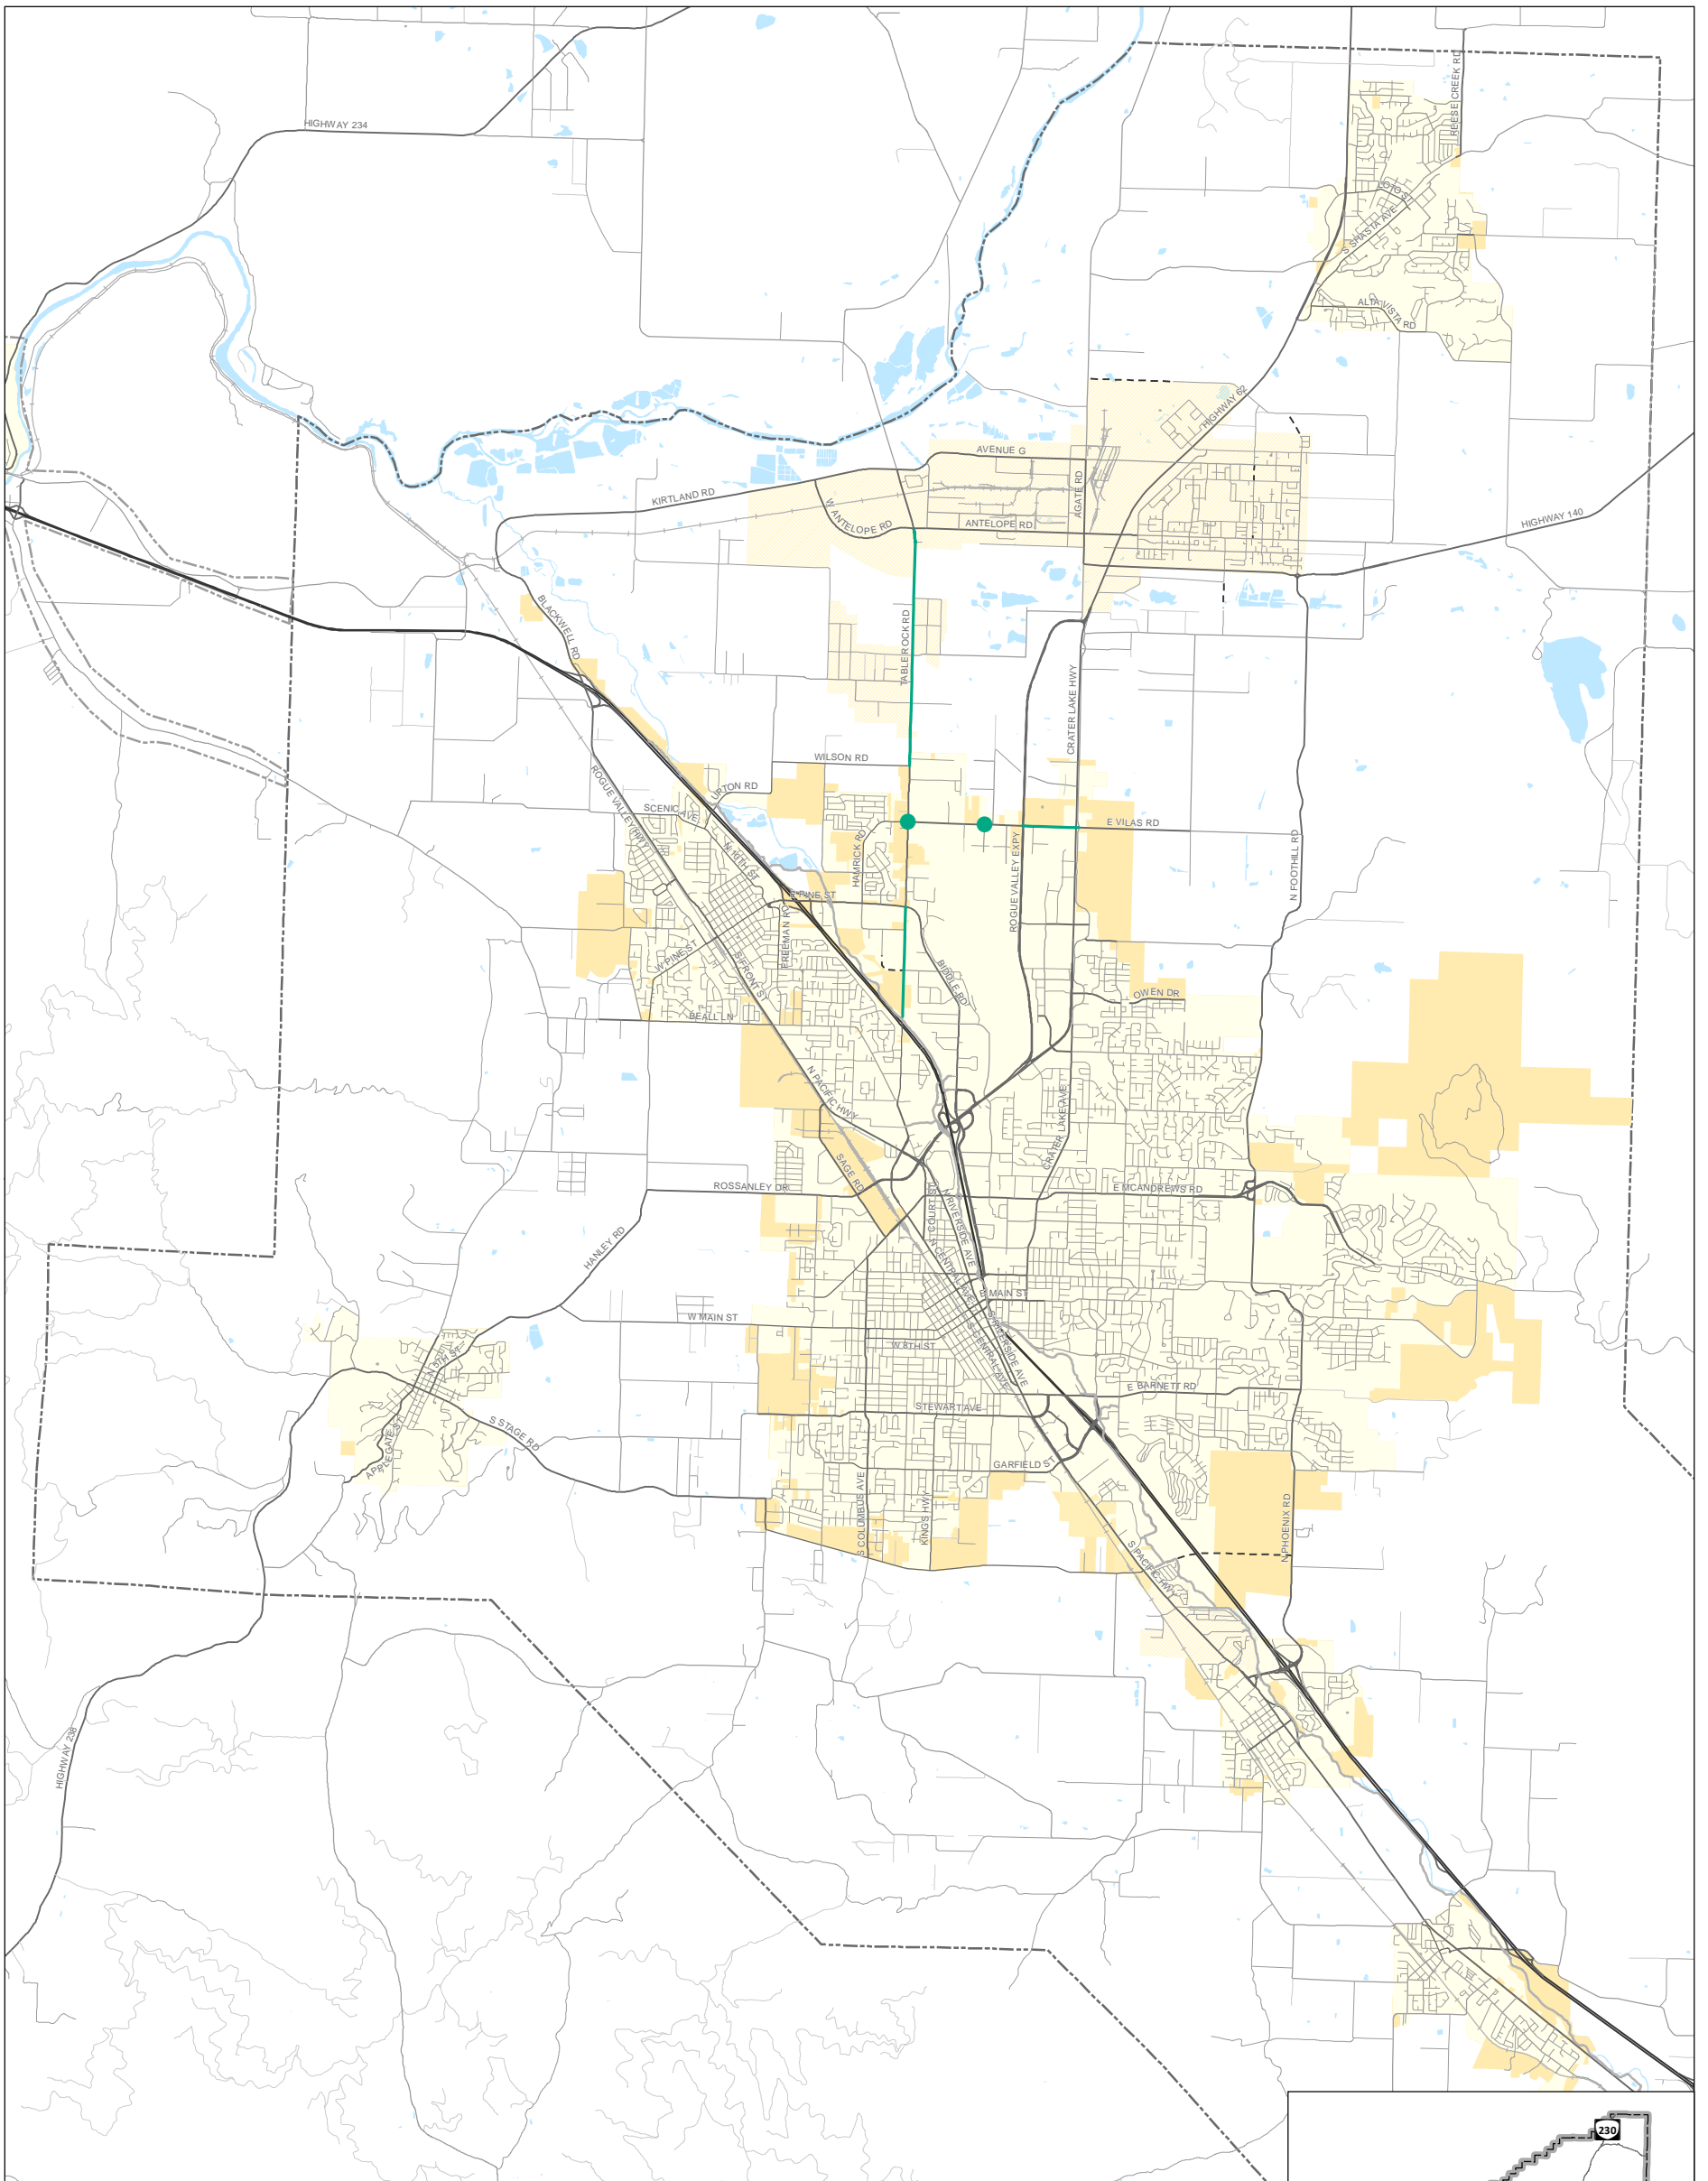 REESE CREEK RD
HIGHWAY 234
LOTO ST
S SHASTA AVE
ALTA VISTA RD
HIGHWAY 62
AVENUE G
AGATE RD
KIRTLAND RD
W ANTELOPE RD
ANTELOPE RD
HIGHWAY 140
BLACKWELL RD
TABLE ROCK RD
CRATER LAKE HWY
WILSON RD
ROGUE VALLEY HWY
UPTON RD
SCENIC AVE
E VILAS RD
N 10TH ST
HAMRICK RD
ROGUE VALLEY EXPY
N FOOTHILL RD
E PINE ST
FREEMAN RD
W PINE ST
S FRONT ST
BIDDLE RD
OWEN DR
BEALL LN
N PACIFIC HWY
CRATER LAKE AVE
SAGE RD
ROSSANLEY DR
E MCANDREWS RD
N COURT ST
N RIVERSIDE AVE
HANLEY RD
N CENTRAL AVE
E MAIN ST
W MAIN ST
S RIVERSIDE AVE
S CENTRAL AVE
W 8TH ST
N 5TH ST
E BARNETT RD
STEWART AVE
S STAGE RD
APPLEGATE ST
GARFIELD ST
S COLUMBUS AVE
KINGS HWY
N PHOENIX RD
S PACIFIC HWY
HIGHWAY 238
230